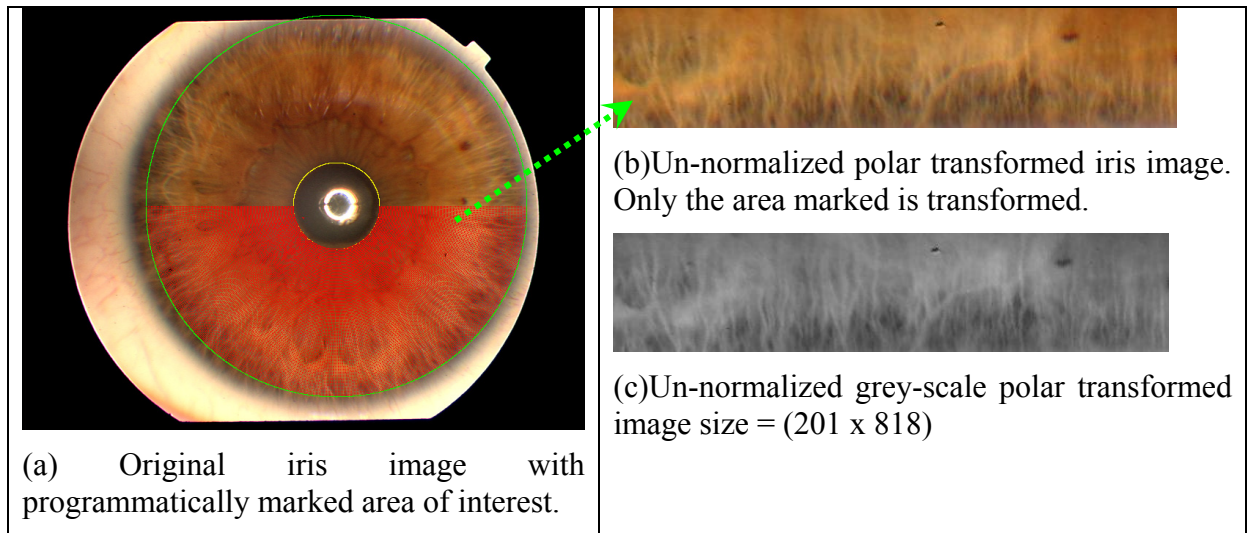 (a) Original iris image with
programmatically marked area of interest.
(b)Un-normalized polar transformed iris image.
Only the area marked is transformed.
(c)Un-normalized grey-scale polar transformed
image size = (201 x 818)